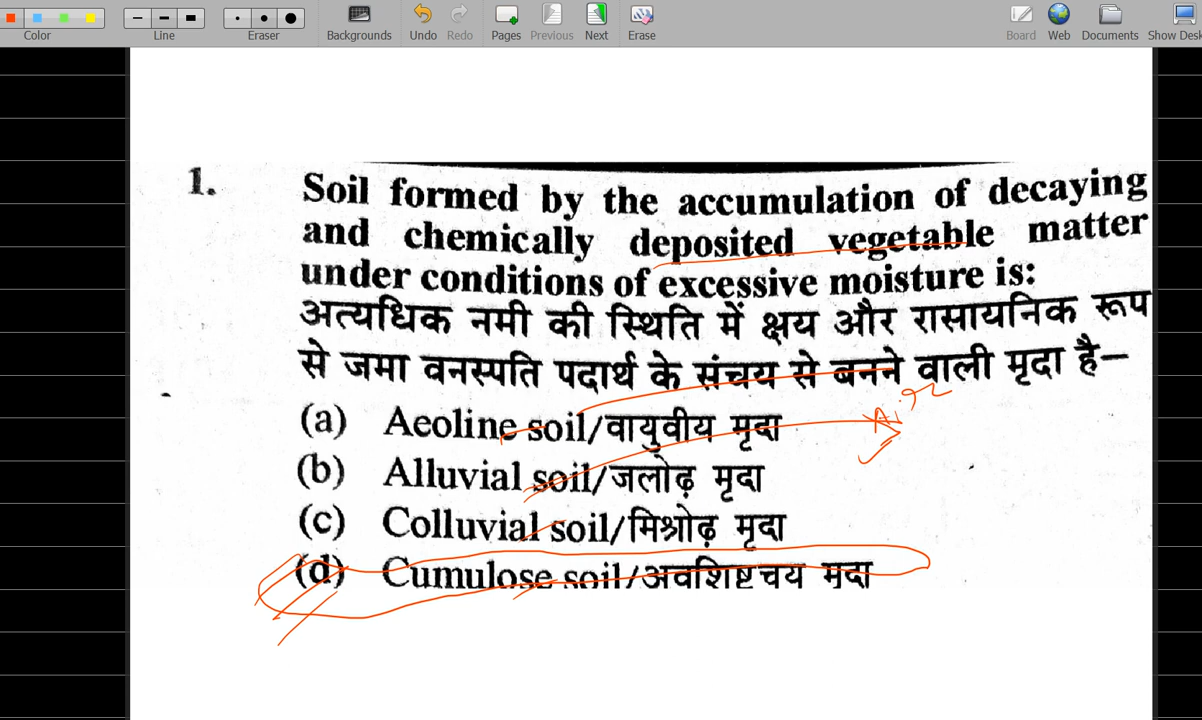 Color
Line
Eraser
Backgrounds
Undo
Redo
Pages
Previous
Next
Erase
Board
Web
Documents
Show Desk
1. Soil formed by the accumulation of decaying
and chemically deposited vegetable matter
under conditions of excessive moisture is:
अत्यधिक नमी की स्थिति में क्षय और रासायनिक रूप
से जमा वनस्पति पदार्थ के संचय से बनने वाली मृदा है–
(a) Aeoline soil/वायुवीय मृदा
Air
(b) Alluvial soil/जलोढ़ मृदा
(c) Colluvial soil/मिश्रोढ़ मृदा
(d) Cumulose soil/अवशिष्टचय मृदा